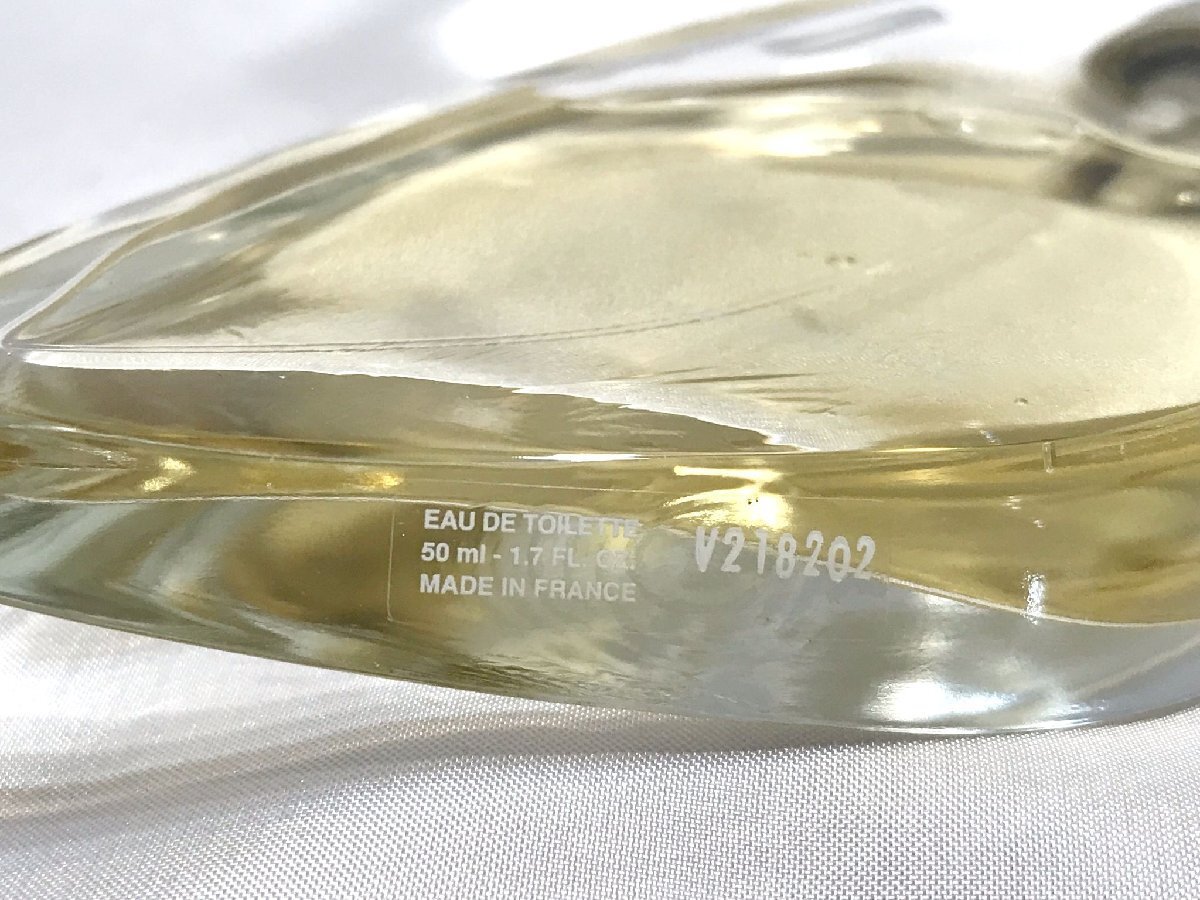 EAU DE TOILETTE
50 ml - 1.7 FL. OZ.
MADE IN FRANCE
V218202